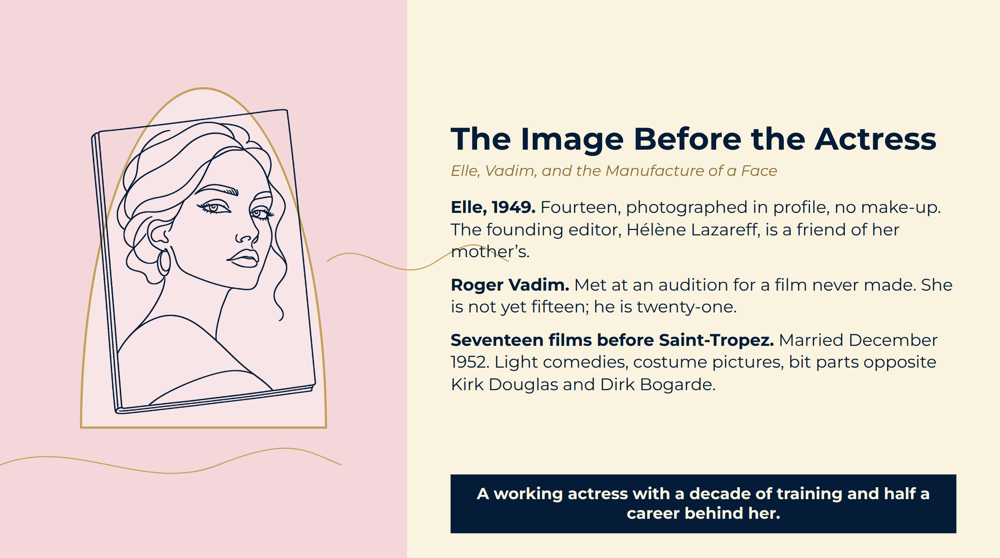 The Image Before the Actress
Elle, Vadim, and the Manufacture of a Face
Elle, 1949. Fourteen, photographed in profile, no make-up.
The founding editor, Hélène Lazareff, is a friend of her
mother’s.
Roger Vadim. Met at an audition for a film never made. She
is not yet fifteen; he is twenty-one.
Seventeen films before Saint-Tropez. Married December
1952. Light comedies, costume pictures, bit parts opposite
Kirk Douglas and Dirk Bogarde.
A working actress with a decade of training and half a
career behind her.